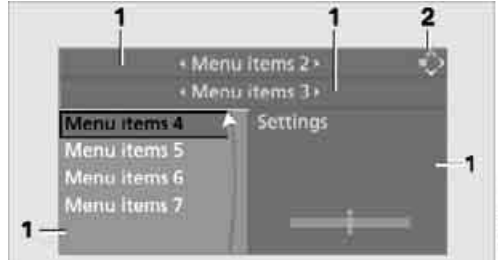 1 1 2
‹ Menu items 2 ›
‹ Menu items 3 ›
Menu items 4 Settings
Menu items 5
Menu items 6 1
Menu items 7
1